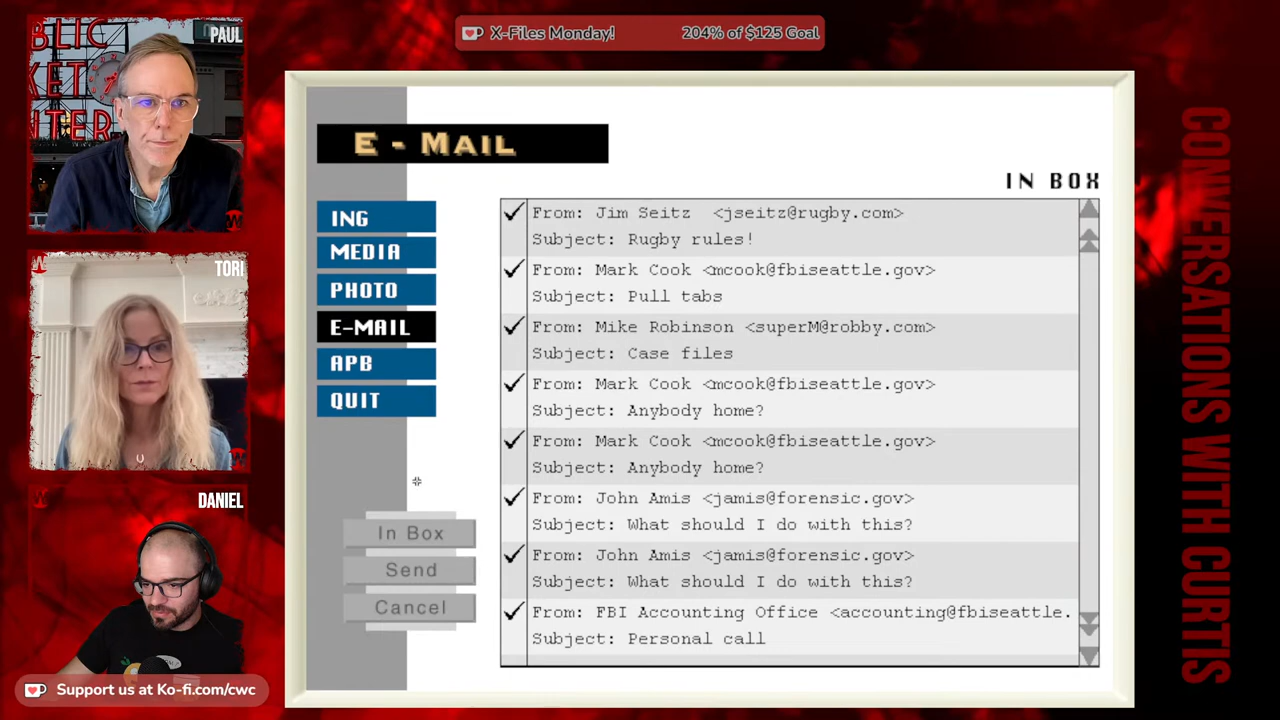 X-Files Monday! 204% of $125 Goal
PAUL
TORI
DANIEL
E - MAIL
IN BOX
ING
MEDIA
PHOTO
E-MAIL
APB
QUIT
In Box
Send
Cancel
From: Jim Seitz <jseitz@rugby.com>
Subject: Rugby rules!
From: Mark Cook <mcook@fbiseattle.gov>
Subject: Pull tabs
From: Mike Robinson <superM@robby.com>
Subject: Case files
From: Mark Cook <mcook@fbiseattle.gov>
Subject: Anybody home?
From: Mark Cook <mcook@fbiseattle.gov>
Subject: Anybody home?
From: John Amis <jamis@forensic.gov>
Subject: What should I do with this?
From: John Amis <jamis@forensic.gov>
Subject: What should I do with this?
From: FBI Accounting Office <accounting@fbiseattle.
Subject: Personal call
CONVERSATIONS WITH CURTIS
Support us at Ko-fi.com/cwc